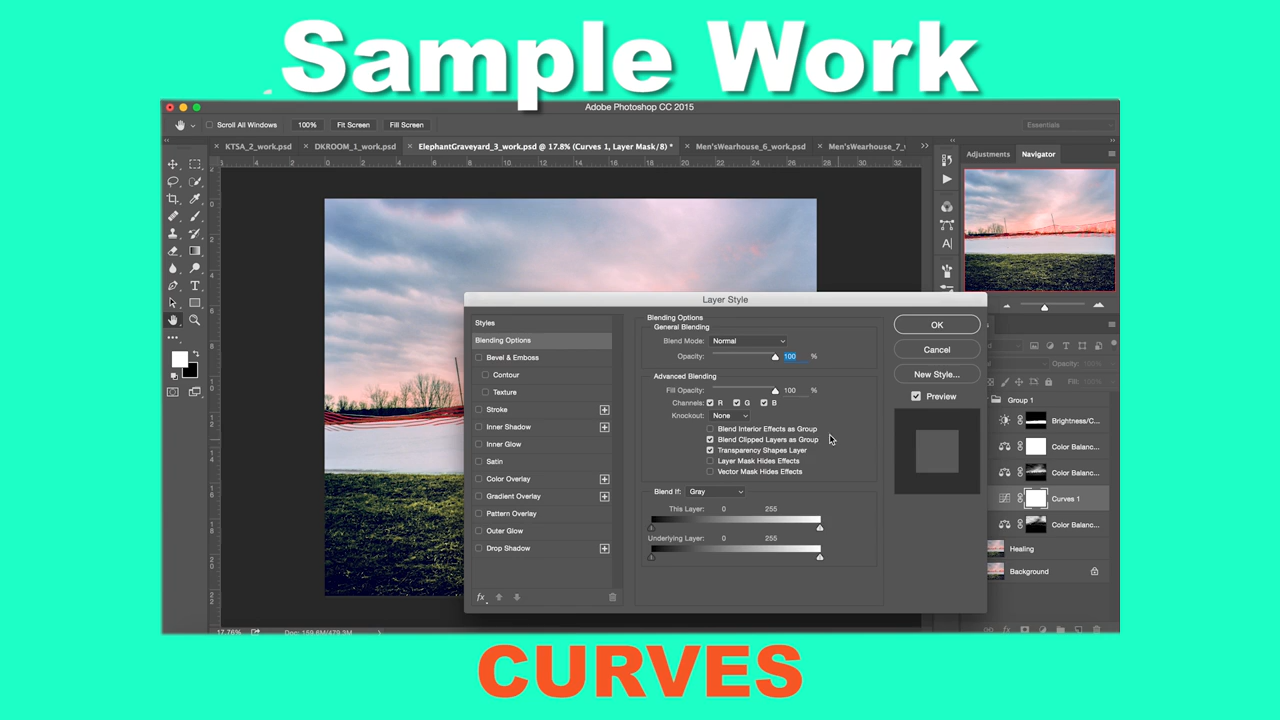 Sample Work
Adobe Photoshop CC 2015
Scroll All Windows 100% Fit Screen Fill Screen Essentials
× KTSA_2_work.psd × DKROOM_1_work.psd × ElephantGraveyard_3_work.psd @ 17.8% (Curves 1, Layer Mask/8) * × Men'sWearhouse_6_work.psd × Men'sWearhouse_7_
Adjustments Navigator
Layer Style
Styles
Blending Options
Bevel & Emboss
Contour
Texture
Stroke
Inner Shadow
Inner Glow
Satin
Color Overlay
Gradient Overlay
Pattern Overlay
Outer Glow
Drop Shadow
fx
Blending Options
General Blending
Blend Mode: Normal
Opacity: 100 %
Advanced Blending
Fill Opacity: 100 %
Channels: R G B
Knockout: None
Blend Interior Effects as Group
Blend Clipped Layers as Group
Transparency Shapes Layer
Layer Mask Hides Effects
Vector Mask Hides Effects
Blend If: Gray
This Layer: 0 255
Underlying Layer: 0 255
OK
Cancel
New Style...
Preview
Opacity:
Fill:
Group 1
Brightness/C...
Color Balanc...
Color Balanc...
Curves 1
Color Balanc...
Healing
Background
17.76% Doc: 159.6M/479.3M
CURVES